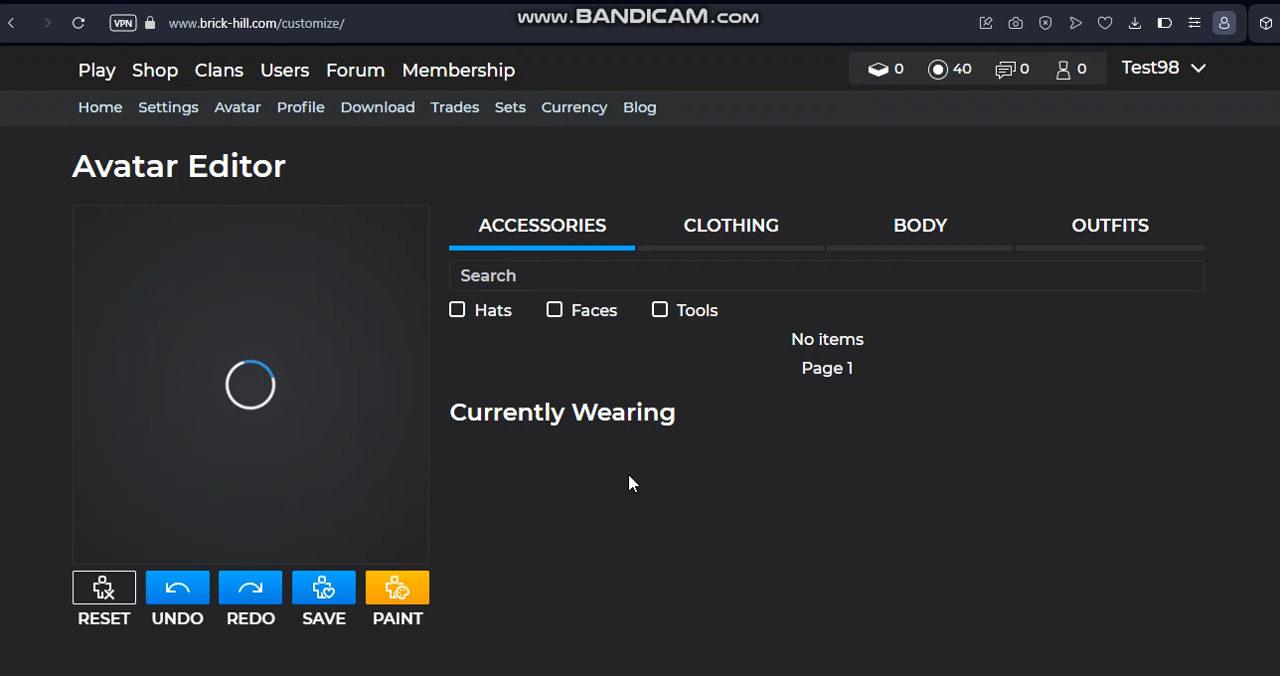 www.BANDICAM.com
VPN www.brick-hill.com/customize/
Play Shop Clans Users Forum Membership 0 40 0 0 Test98
Home Settings Avatar Profile Download Trades Sets Currency Blog
Avatar Editor
ACCESSORIES CLOTHING BODY OUTFITS
Search
Hats Faces Tools
No items
Page 1
Currently Wearing
RESET UNDO REDO SAVE PAINT